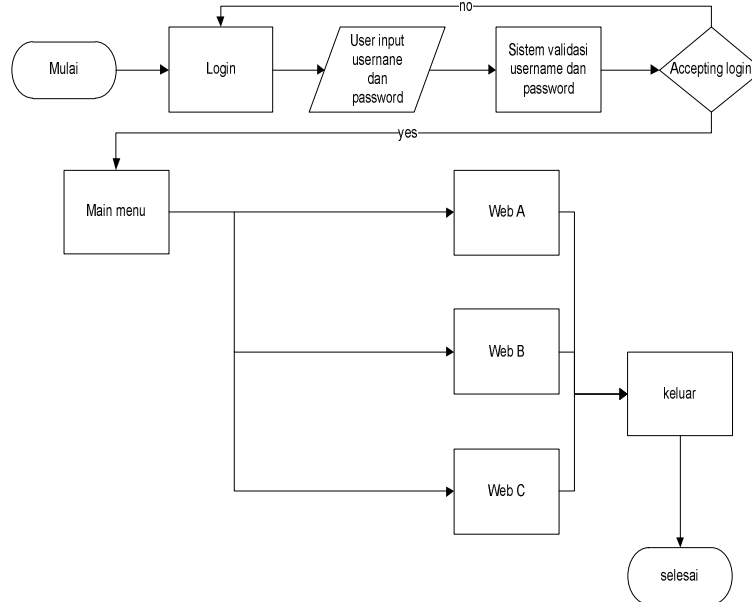 no
Mulai
Login
User input
usernane
dan
password
Sistem validasi
username dan
password
Accepting login
yes
Main menu
Web A
Web B
keluar
Web C
selesai